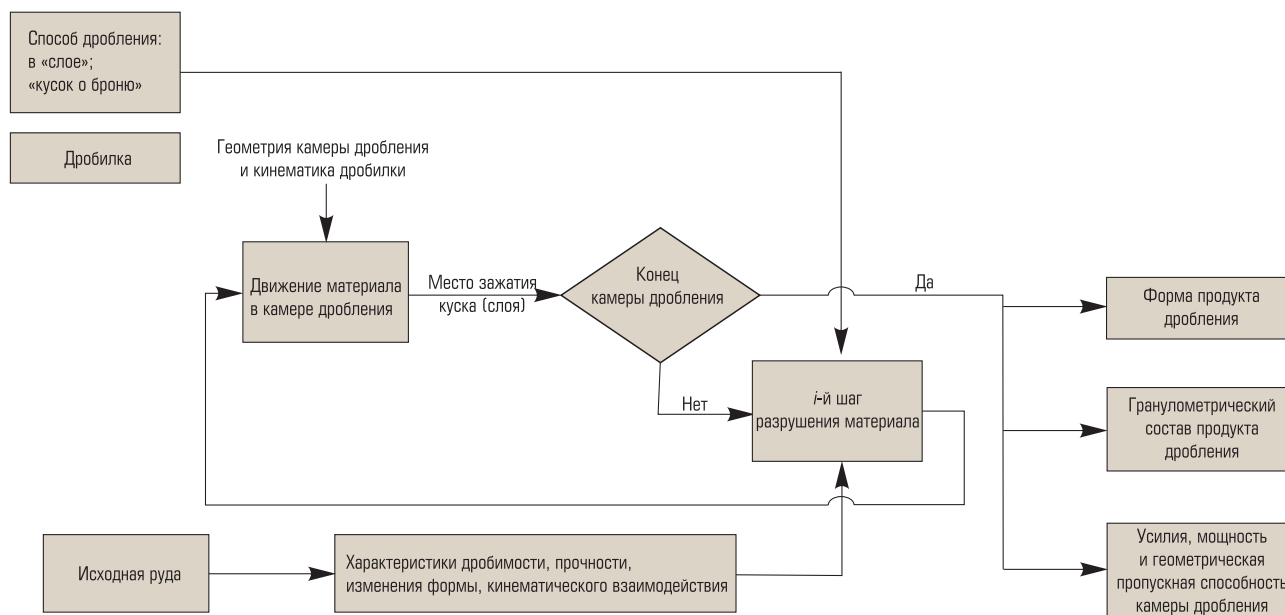 Способ дробления:
в «слое»;
«кусок о броню»
Дробилка
Геометрия камеры дробления
и кинематика дробилки
Движение материала
в камере дробления
Место зажатия
куска (слоя)
Конец
камеры дробления
Да
Нет
i-й шаг
разрушения материала
Форма продукта
дробления
Гранулометрический
состав продукта
дробления
Исходная руда
Характеристики дробимости, прочности,
изменения формы, кинематического взаимодействия
Усилия, мощность
и геометрическая
пропускная способность
камеры дробления